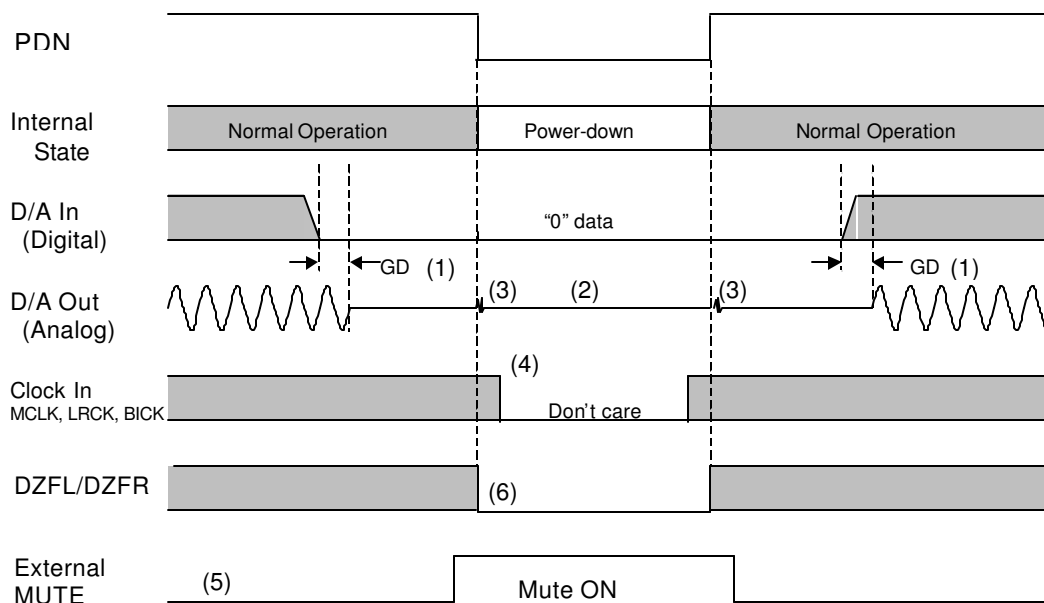 PDN
Internal
State
Normal Operation
Power-down
Normal Operation
D/A In
(Digital)
“0” data
GD (1)
GD (1)
D/A Out
(Analog)
(3)
(2)
(3)
Clock In
MCLK, LRCK, BICK
(4)
Don’t care
DZFL/DZFR
(6)
External
MUTE
(5)
Mute ON